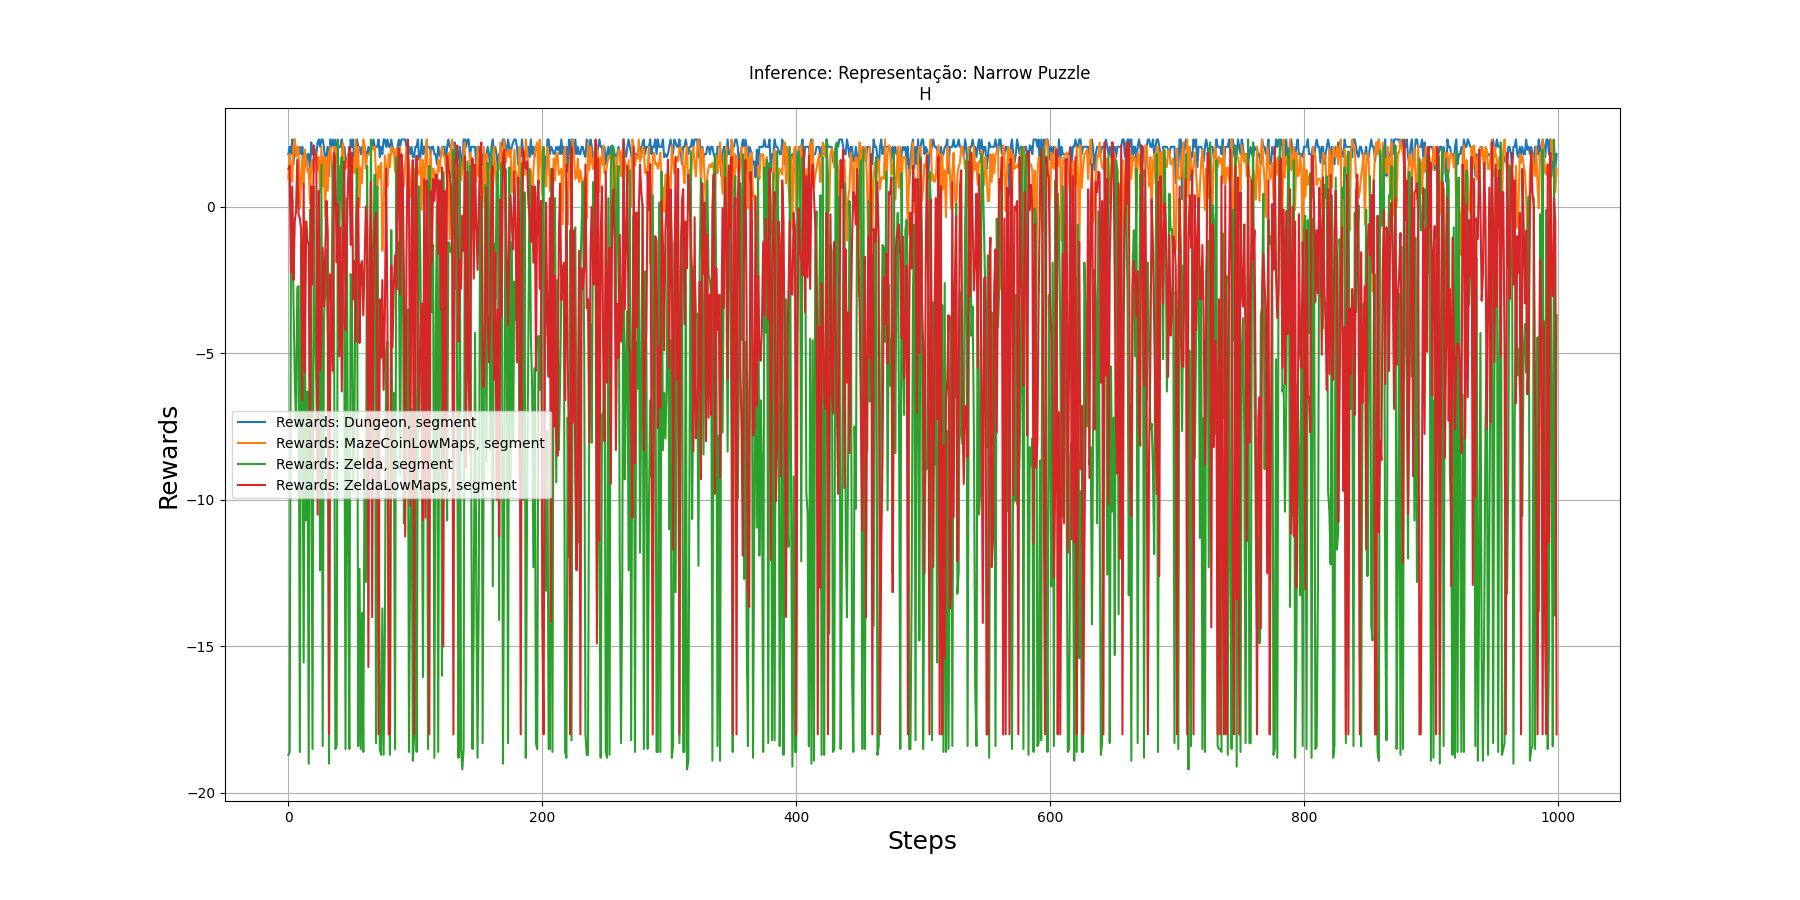 Inference: Representação: Narrow Puzzle
H
Rewards
0
−5
−10
−15
−20
Rewards: Dungeon, segment
Rewards: MazeCoinLowMaps, segment
Rewards: Zelda, segment
Rewards: ZeldaLowMaps, segment
0 200 400 600 800 1000
Steps